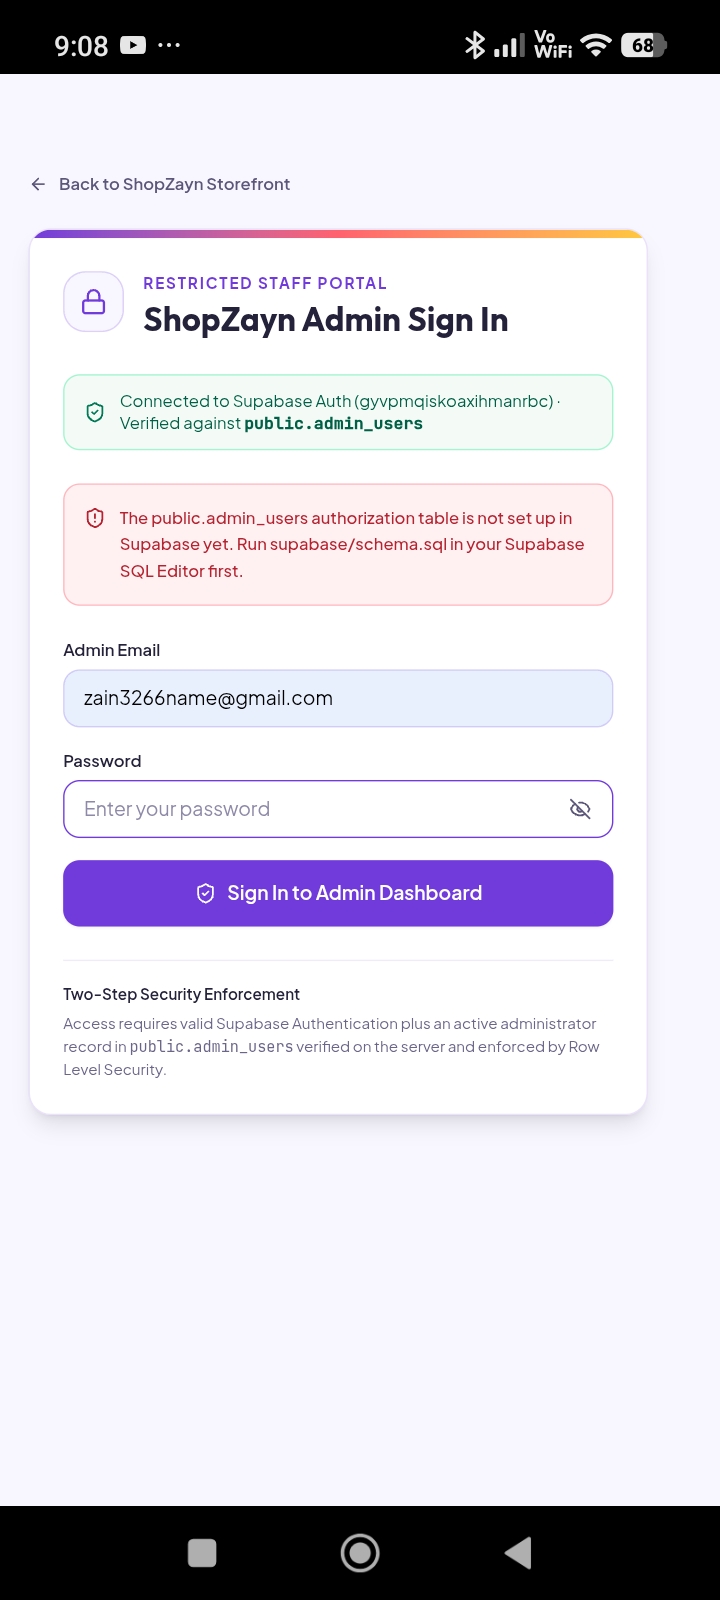 9:08
Vo
WiFi
68
Back to ShopZayn Storefront
RESTRICTED STAFF PORTAL
ShopZayn Admin Sign In
Connected to Supabase Auth (gyvpmqiskoaxihmanrbc) ·
Verified against public.admin_users
The public.admin_users authorization table is not set up in
Supabase yet. Run supabase/schema.sql in your Supabase
SQL Editor first.
Admin Email
zain3266name@gmail.com
Password
Enter your password
Sign In to Admin Dashboard
Two-Step Security Enforcement
Access requires valid Supabase Authentication plus an active administrator
record in public.admin_users verified on the server and enforced by Row
Level Security.